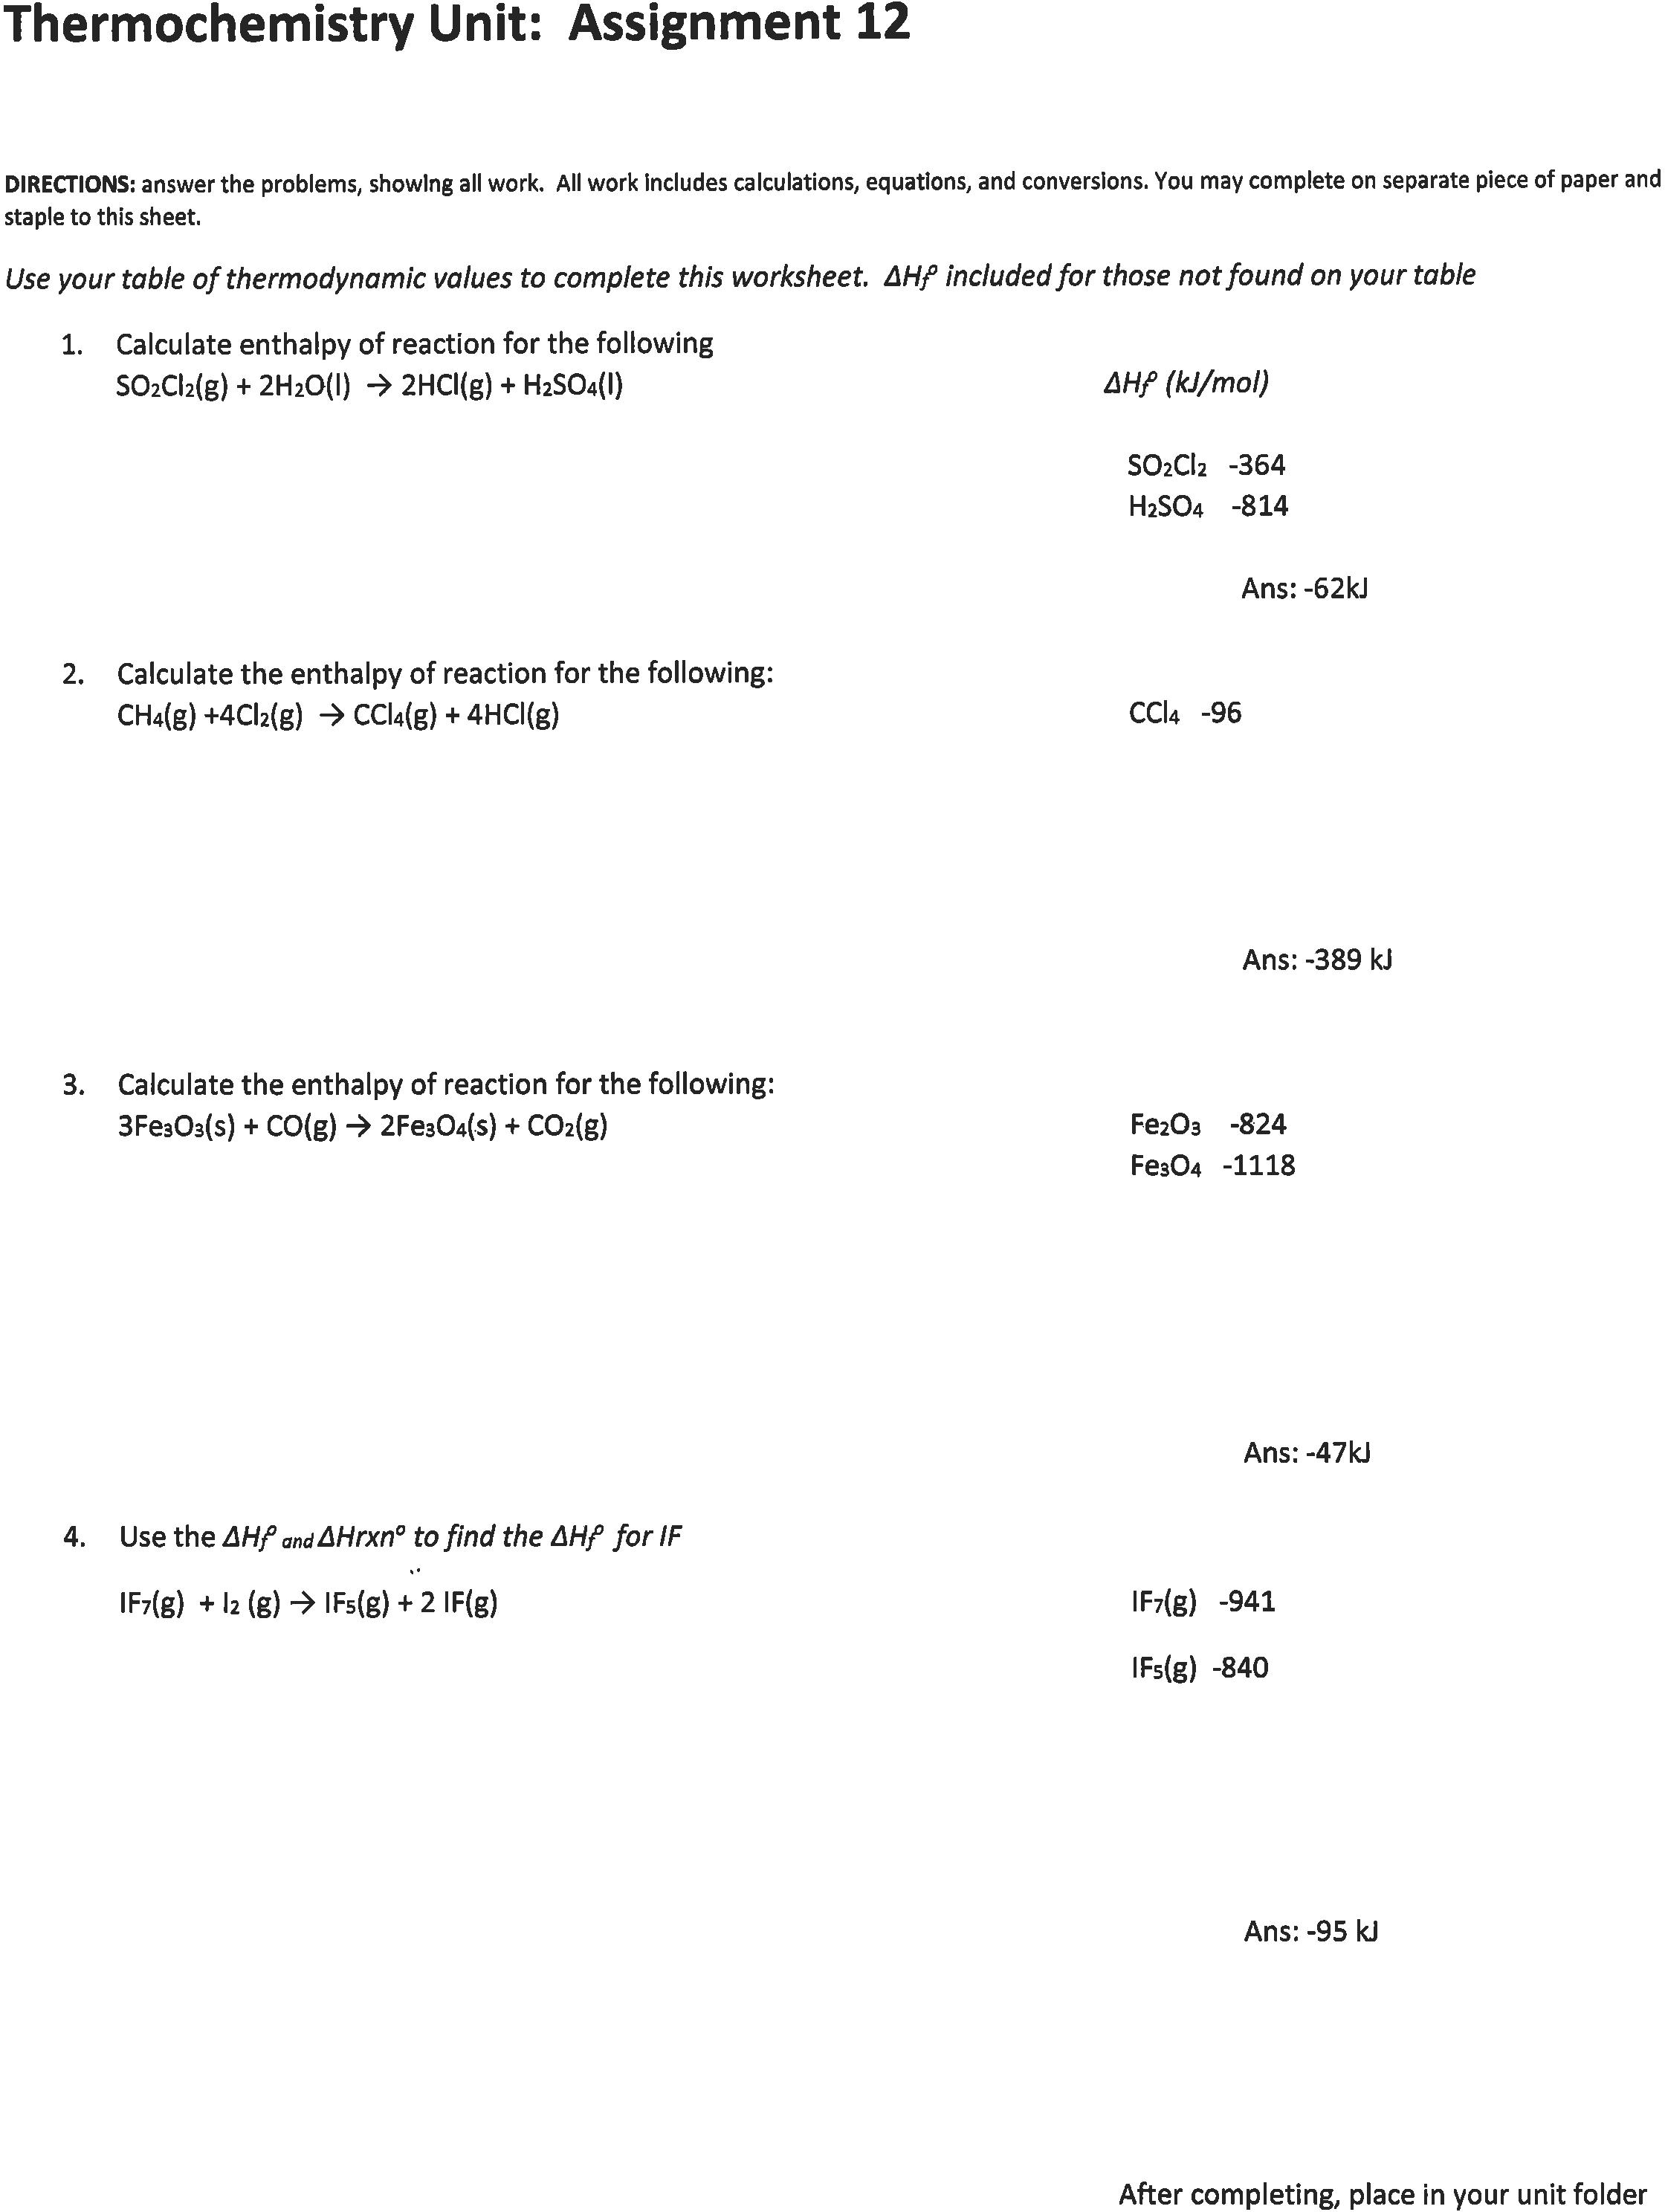 Thermochemistry Unit: Assignment 12
DIRECTIONS: answer the problems, showing all work. All work includes calculations, equations, and conversions. You may complete on separate piece of paper and
staple to this sheet.
Use your table of thermodynamic values to complete this worksheet. ΔHf° included for those not found on your table
1. Calculate enthalpy of reaction for the following
SO₂Cl₂(g) + 2H₂O(l) → 2HCl(g) + H₂SO₄(l)
ΔHf° (kJ/mol)
SO₂Cl₂ -364
H₂SO₄ -814
Ans: -62kJ
2. Calculate the enthalpy of reaction for the following:
CH₄(g) +4Cl₂(g) → CCl₄(g) + 4HCl(g)
CCl₄ -96
Ans: -389 kJ
3. Calculate the enthalpy of reaction for the following:
3Fe₃O₃(s) + CO(g) → 2Fe₃O₄(s) + CO₂(g)
Fe₂O₃ -824
Fe₃O₄ -1118
Ans: -47kJ
4. Use the ΔHf° and ΔHrxn° to find the ΔHf° for IF
IF₇(g) + I₂ (g) → IF₅(g) + 2 IF(g)
IF₇(g) -941
IF₅(g) -840
Ans: -95 kJ
After completing, place in your unit folder